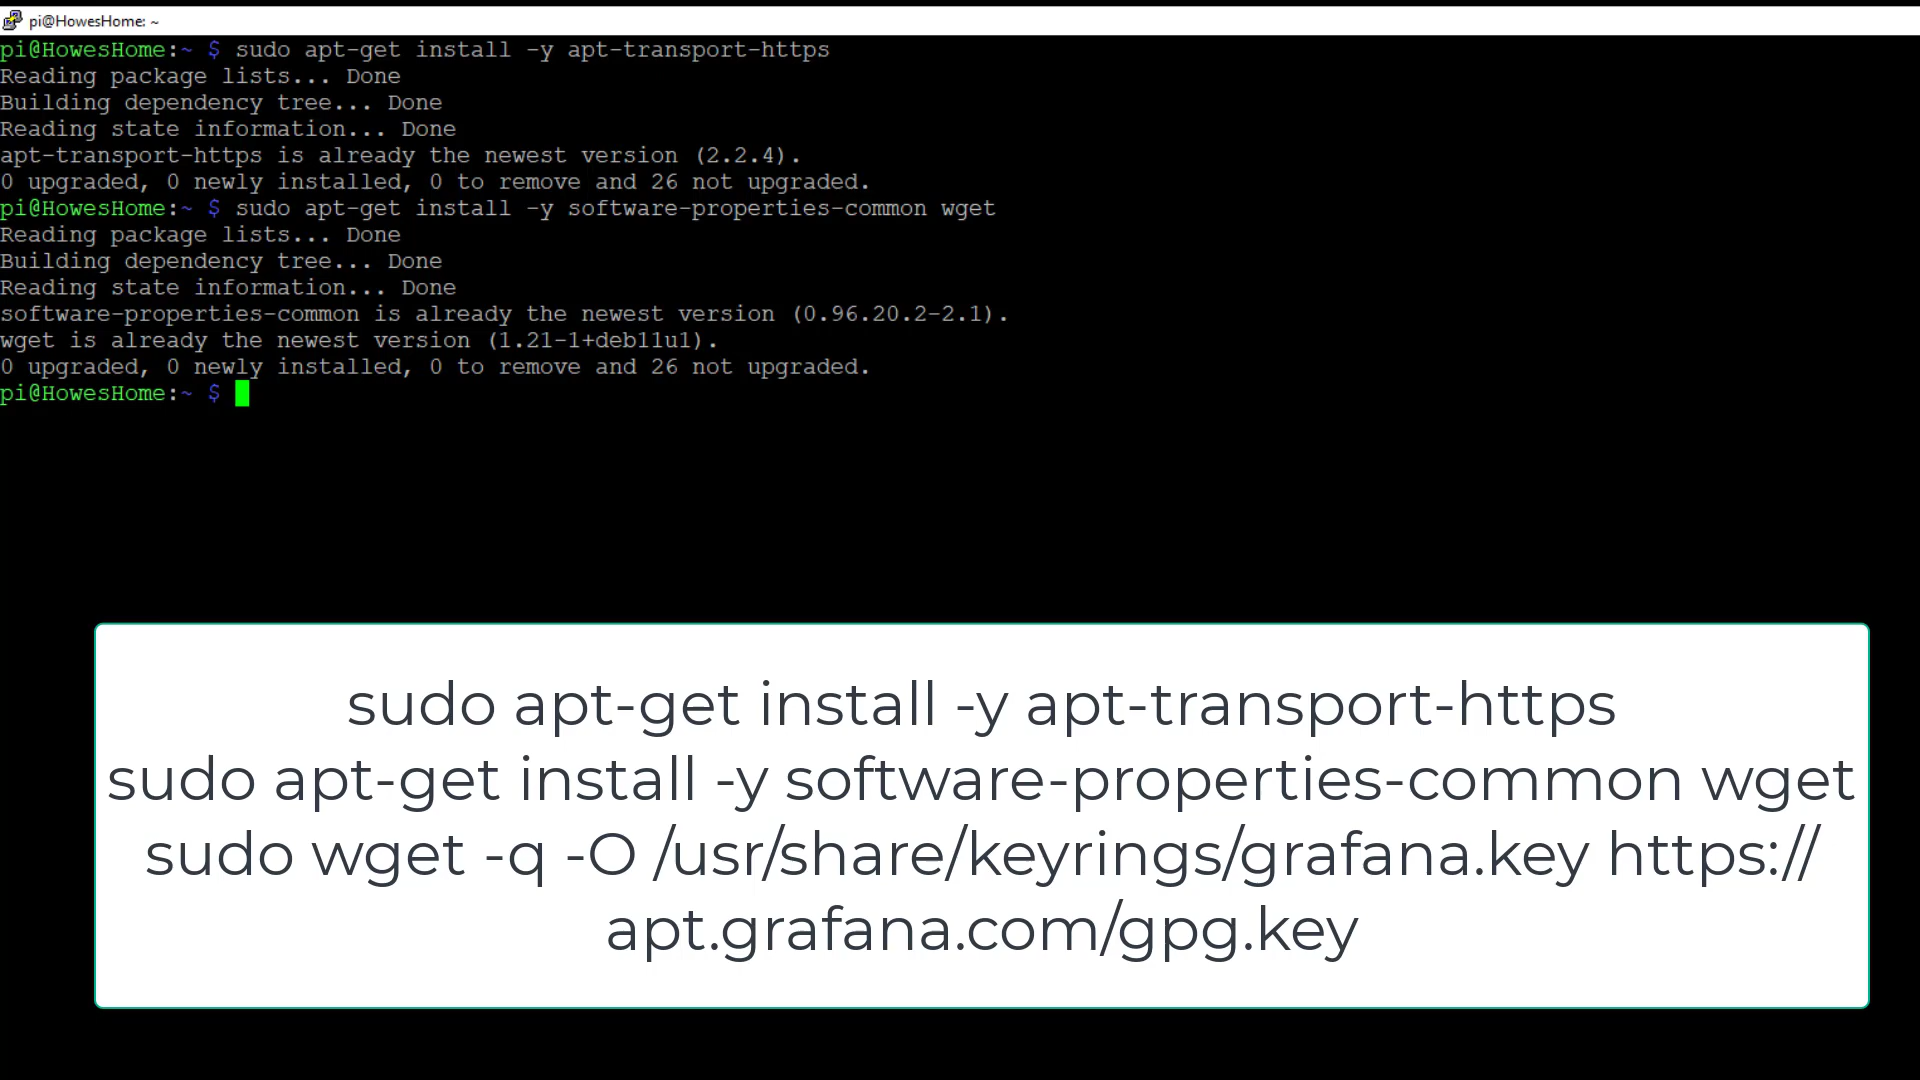 pi@HowesHome: ~
pi@HowesHome:~ $ sudo apt-get install -y apt-transport-https
Reading package lists... Done
Building dependency tree... Done
Reading state information... Done
apt-transport-https is already the newest version (2.2.4).
0 upgraded, 0 newly installed, 0 to remove and 26 not upgraded.
pi@HowesHome:~ $ sudo apt-get install -y software-properties-common wget
Reading package lists... Done
Building dependency tree... Done
Reading state information... Done
software-properties-common is already the newest version (0.96.20.2-2.1).
wget is already the newest version (1.21-1+deb11u1).
0 upgraded, 0 newly installed, 0 to remove and 26 not upgraded.
pi@HowesHome:~ $
sudo apt-get install -y apt-transport-https
sudo apt-get install -y software-properties-common wget
sudo wget -q -O /usr/share/keyrings/grafana.key https://
apt.grafana.com/gpg.key